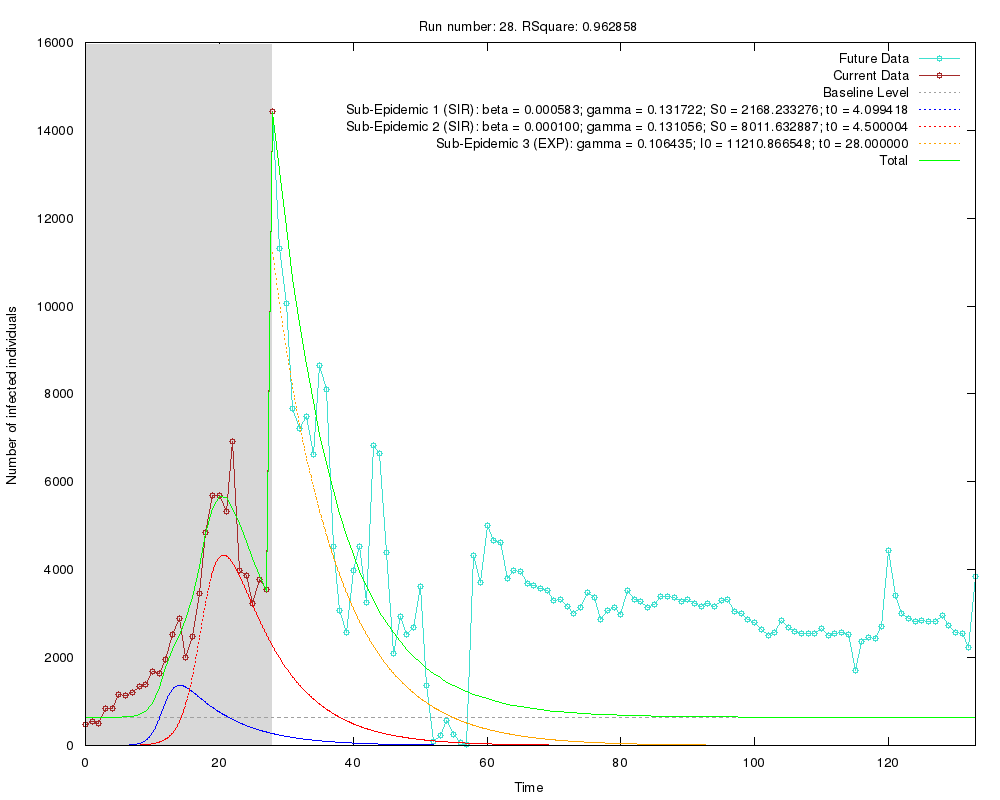 Run number: 28. RSquare: 0.962858
Future Data
Current Data
Baseline Level
Sub-Epidemic 1 (SIR): beta = 0.000583; gamma = 0.131722; S0 = 2168.233276; t0 = 4.099418
Sub-Epidemic 2 (SIR): beta = 0.000100; gamma = 0.131056; S0 = 8011.632887; t0 = 4.500004
Sub-Epidemic 3 (EXP): gamma = 0.106435; I0 = 11210.866548; t0 = 28.000000
Total
Number of infected individuals
16000
14000
12000
10000
8000
6000
4000
2000
0
0 20 40 60 80 100 120
Time